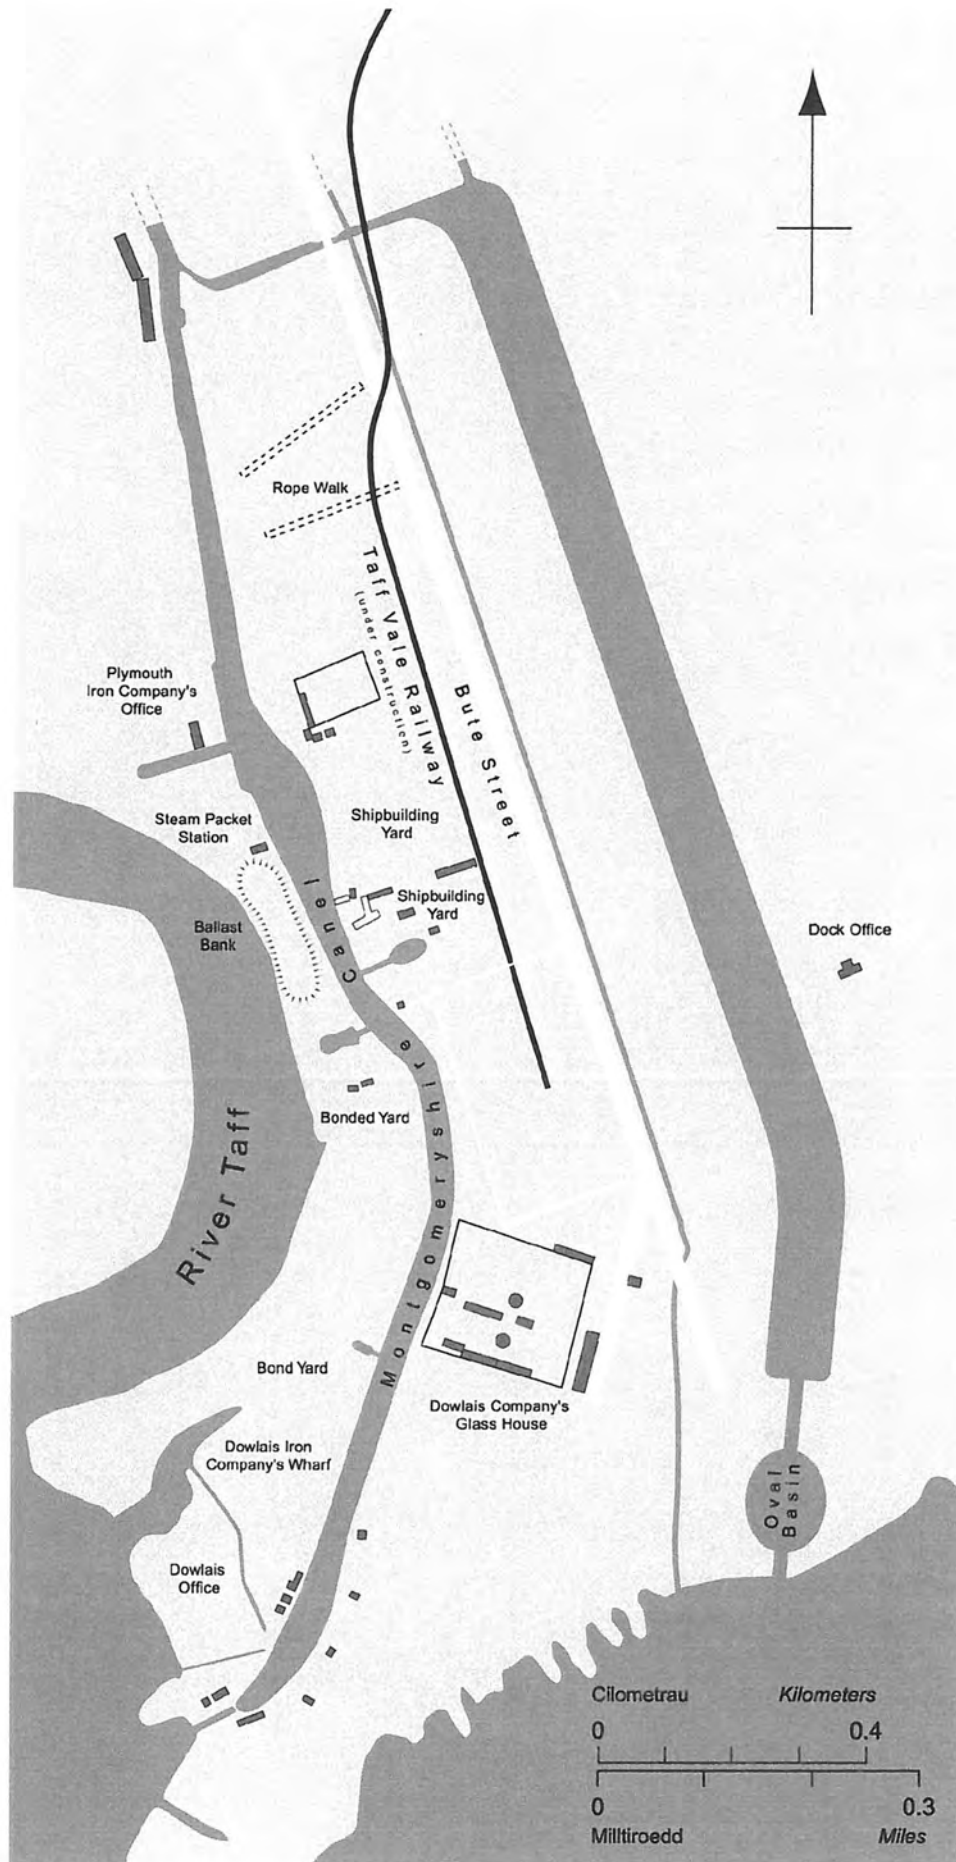 Rope Walk
Taff Vale Railway
(under construction)
Bute Street
Plymouth
Iron Company's
Office
Steam Packet
Station
Shipbuilding
Yard
Shipbuilding
Yard
Ballast
Bank
Dock Office
Bonded Yard
River Taff
Montgomeryshire Canel
Bond Yard
Dowlais Company's
Glass House
Dowlais Iron
Company's Wharf
Oval
Basin
Dowlais
Office
Cilometrau Kilometers
0 0.4
0 0.3
Milltiroedd Miles